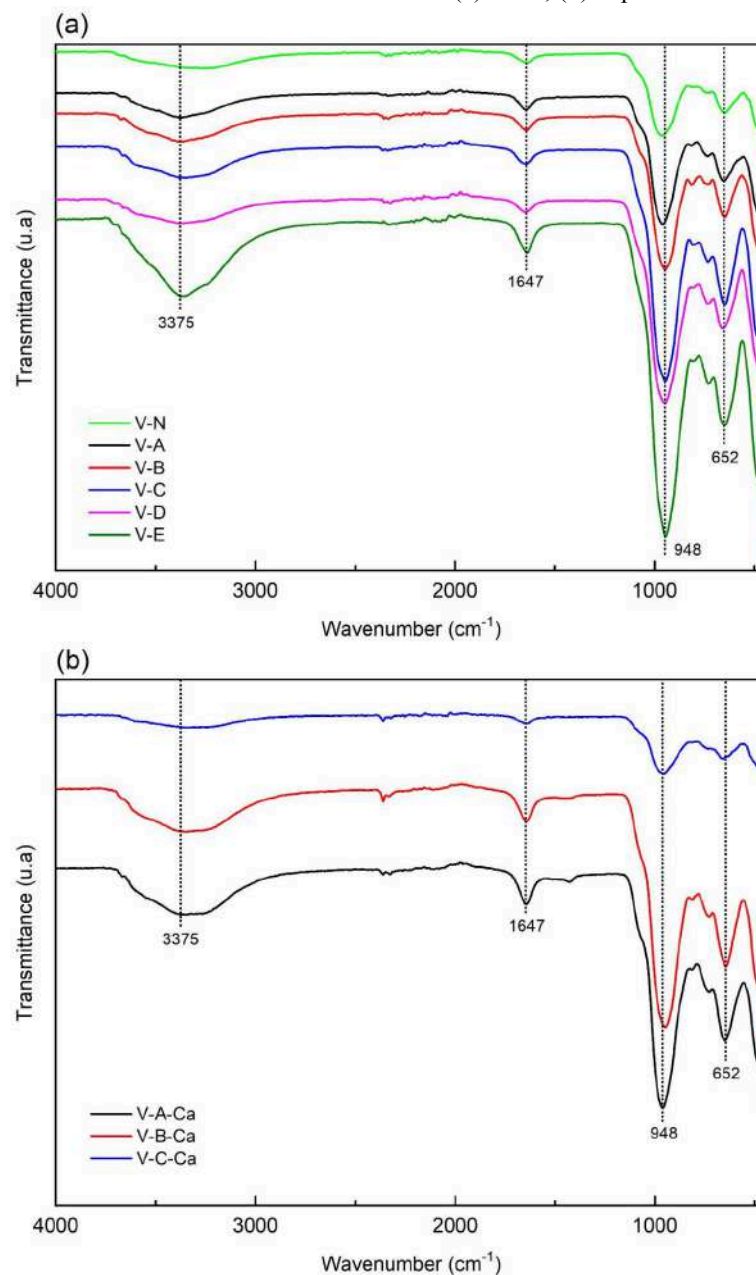 (a)
Transmittance (u.a)
3375
1647
652
948
V-N
V-A
V-B
V-C
V-D
V-E
4000
3000
2000
1000
Wavenumber (cm⁻¹)
(b)
Transmittance (u.a)
3375
1647
652
948
V-A-Ca
V-B-Ca
V-C-Ca
4000
3000
2000
1000
Wavenumber (cm⁻¹)